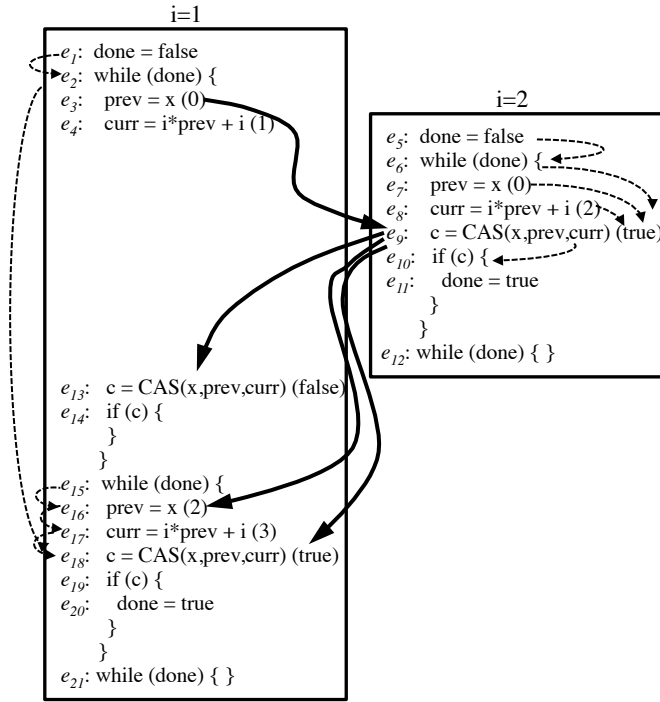 i=1
e1: done = false
e2: while (done) {
e3: prev = x (0)
e4: curr = i*prev + i (1)
i=2
e5: done = false
e6: while (done) {
e7: prev = x (0)
e8: curr = i*prev + i (2)
e9: c = CAS(x,prev,curr) (true)
e10: if (c) {
e11: done = true
}
}
e12: while (done) { }
e13: c = CAS(x,prev,curr) (false)
e14: if (c) {
}
}
e15: while (done) {
e16: prev = x (2)
e17: curr = i*prev + i (3)
e18: c = CAS(x,prev,curr) (true)
e19: if (c) {
e20: done = true
}
}
e21: while (done) { }